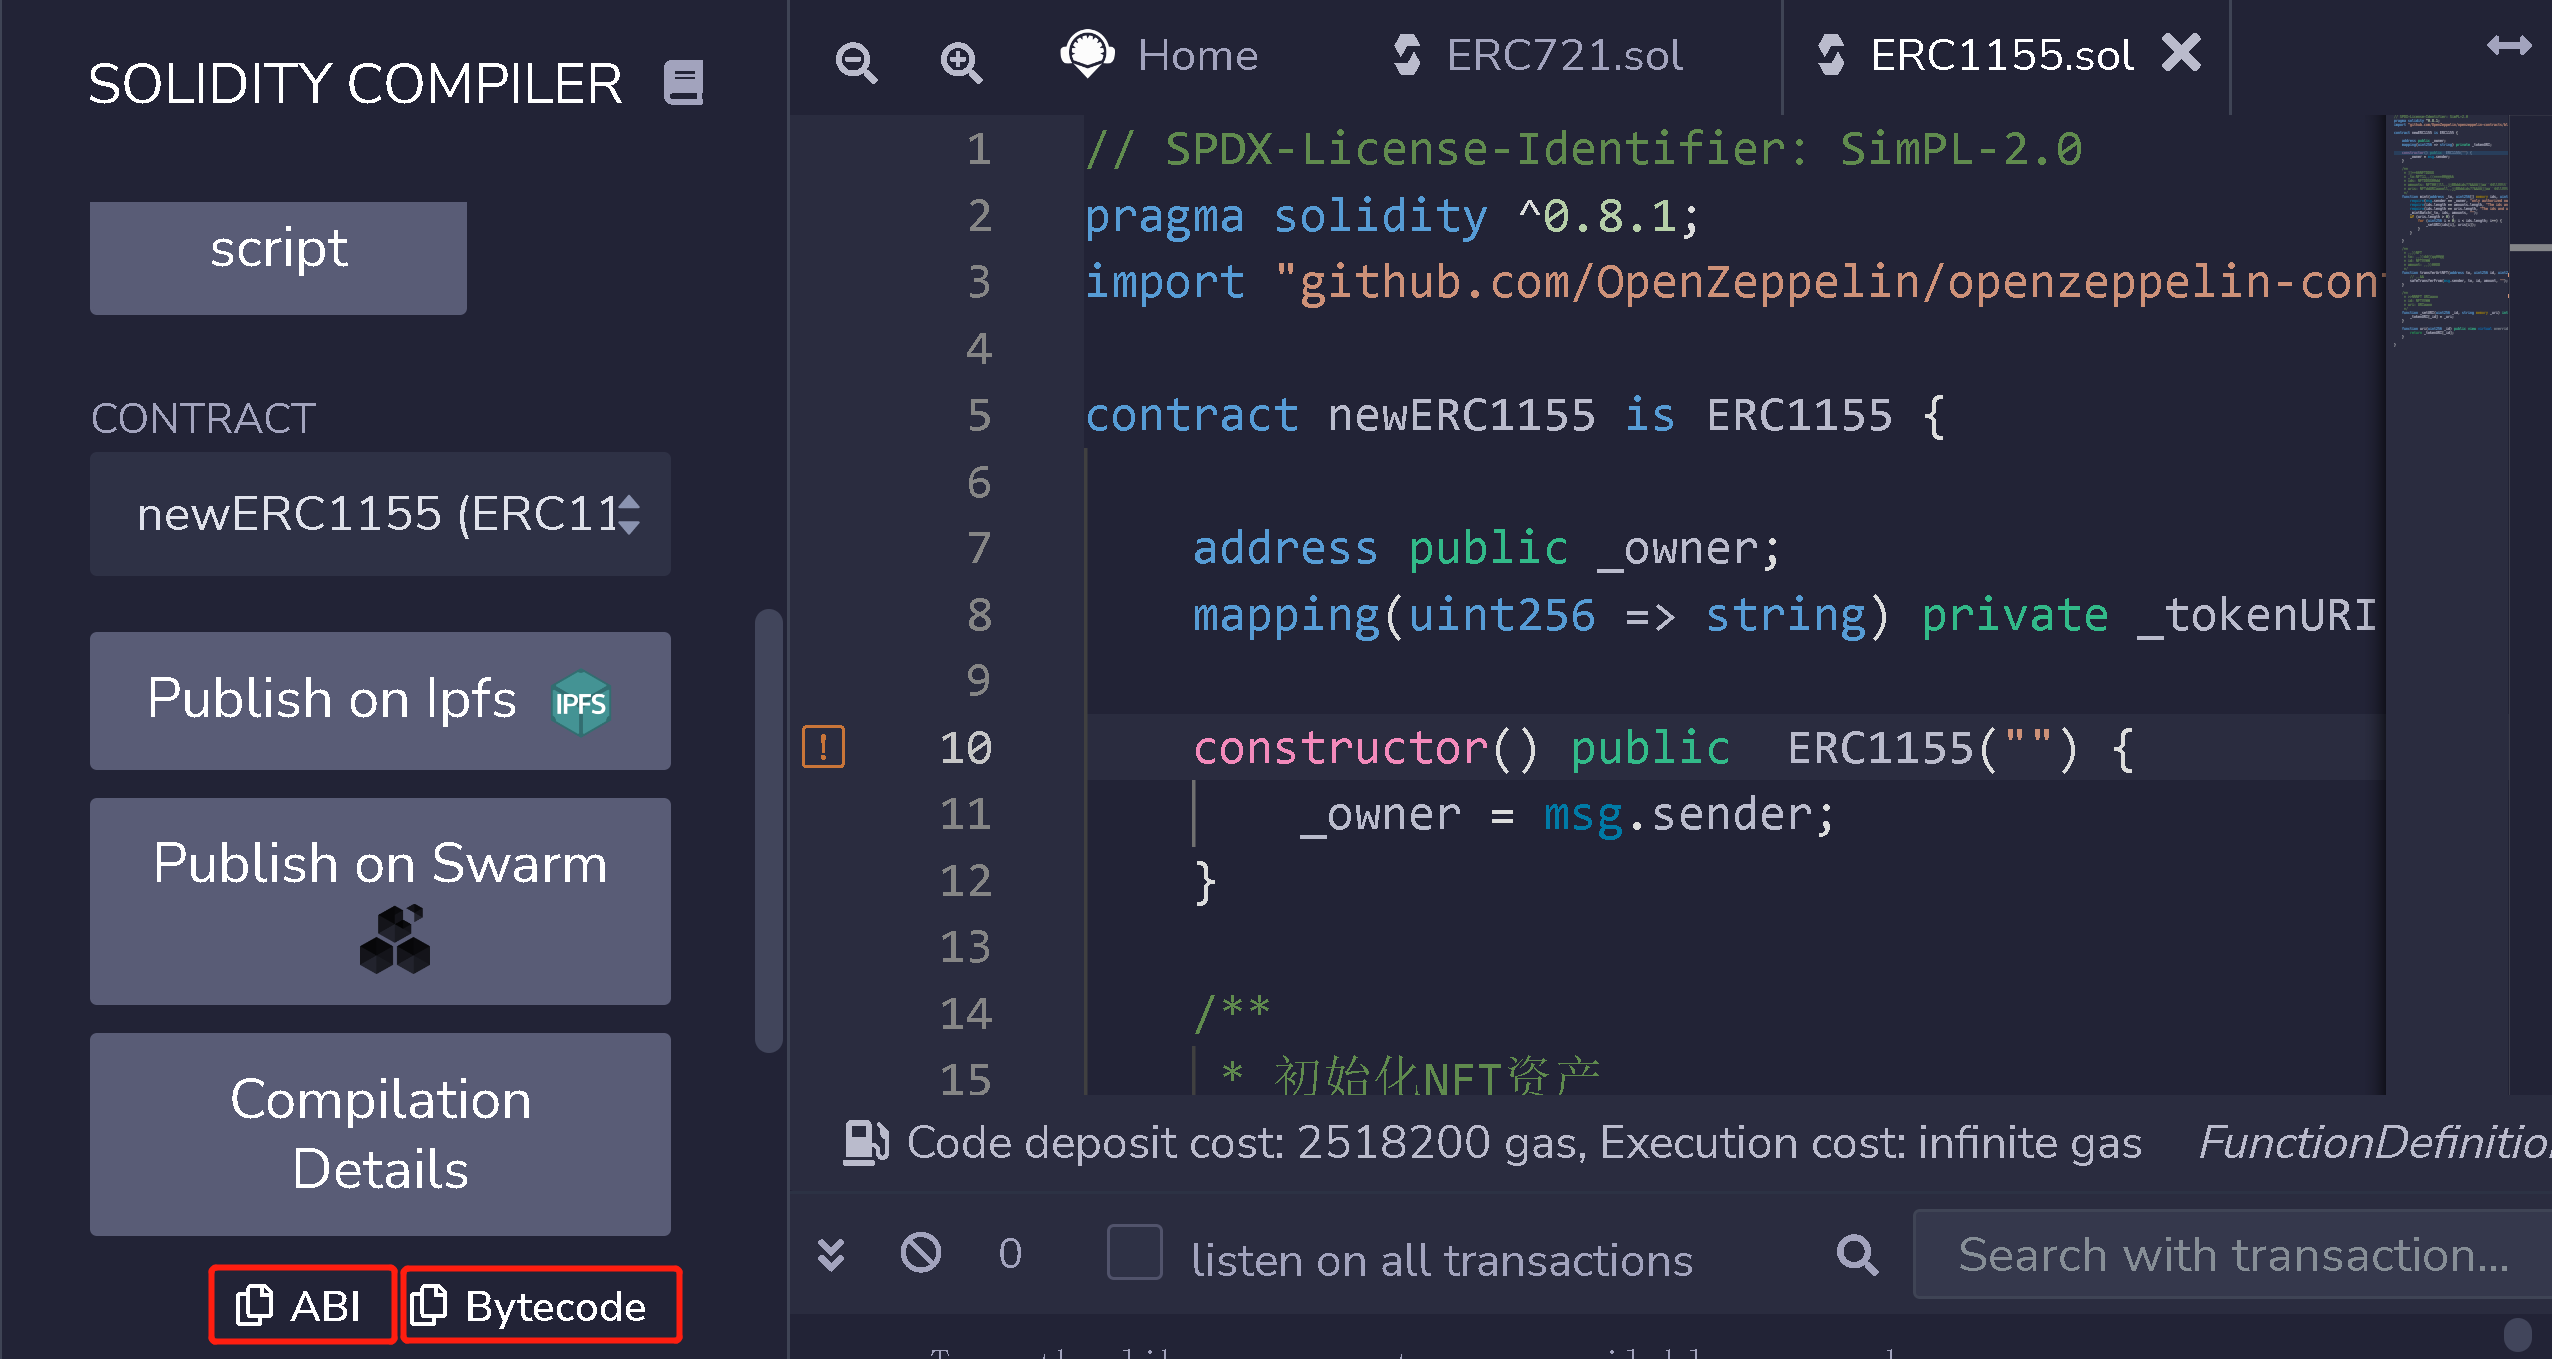 SOLIDITY COMPILER
script
CONTRACT
newERC1155 (ERC11
Publish on Ipfs
IPFS
Publish on Swarm
Compilation
Details
ABI
Bytecode
Home
ERC721.sol
ERC1155.sol
1 // SPDX-License-Identifier: SimPL-2.0
2 pragma solidity ^0.8.1;
3 import "github.com/OpenZeppelin/openzeppelin-con
4
5 contract newERC1155 is ERC1155 {
6
7 address public _owner;
8 mapping(uint256 => string) private _tokenURI
9
10 constructor() public  ERC1155("") {
11 _owner = msg.sender;
12 }
13
14 /**
15 * 初始化NFT资产
Code deposit cost: 2518200 gas, Execution cost: infinite gas
FunctionDefinition
0
listen on all transactions
Search with transaction...